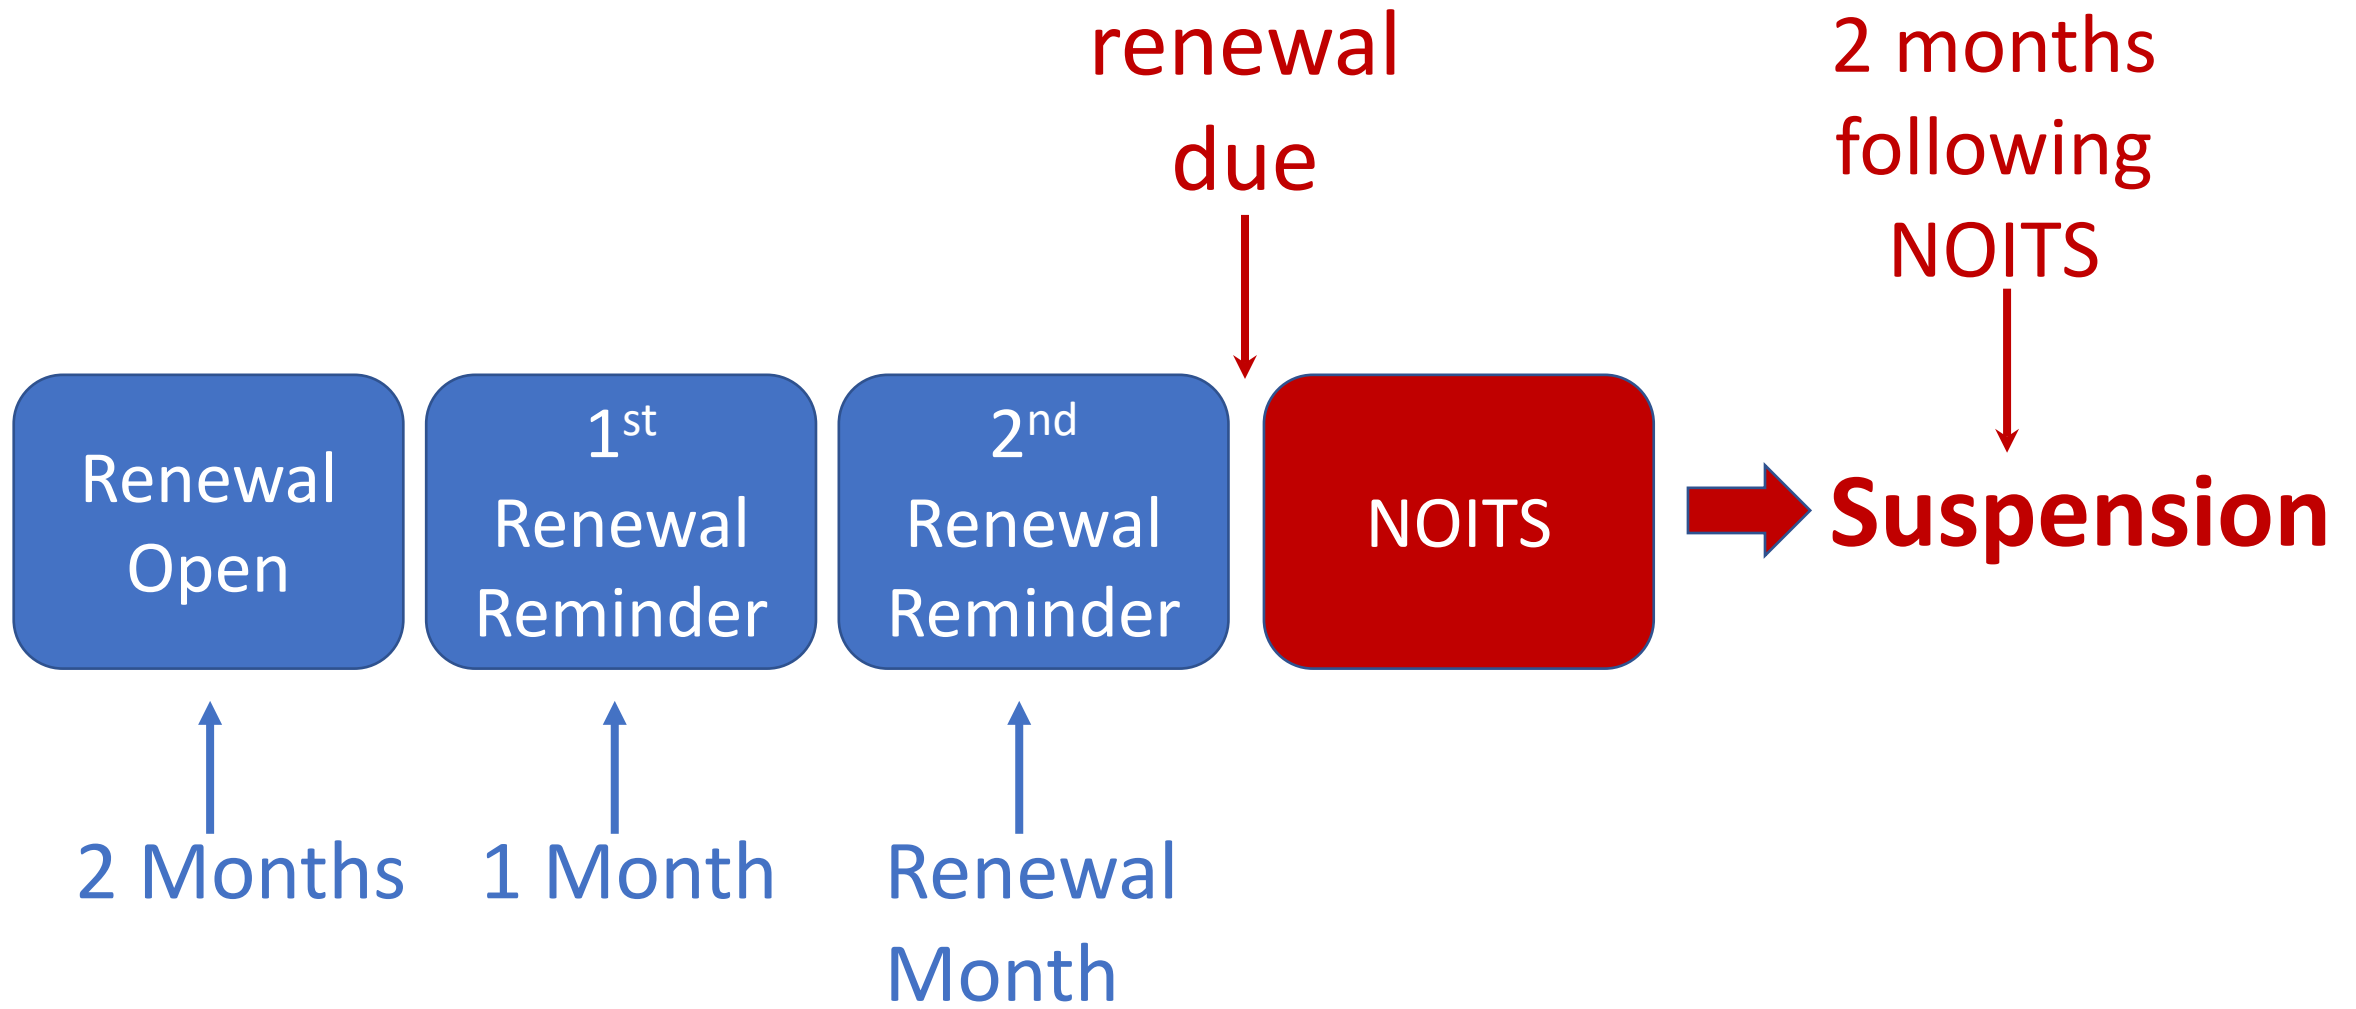 renewal
due
2 months
following
NOITS
Renewal
Open
1st
Renewal
Reminder
2nd
Renewal
Reminder
NOITS
Suspension
2 Months
1 Month
Renewal
Month